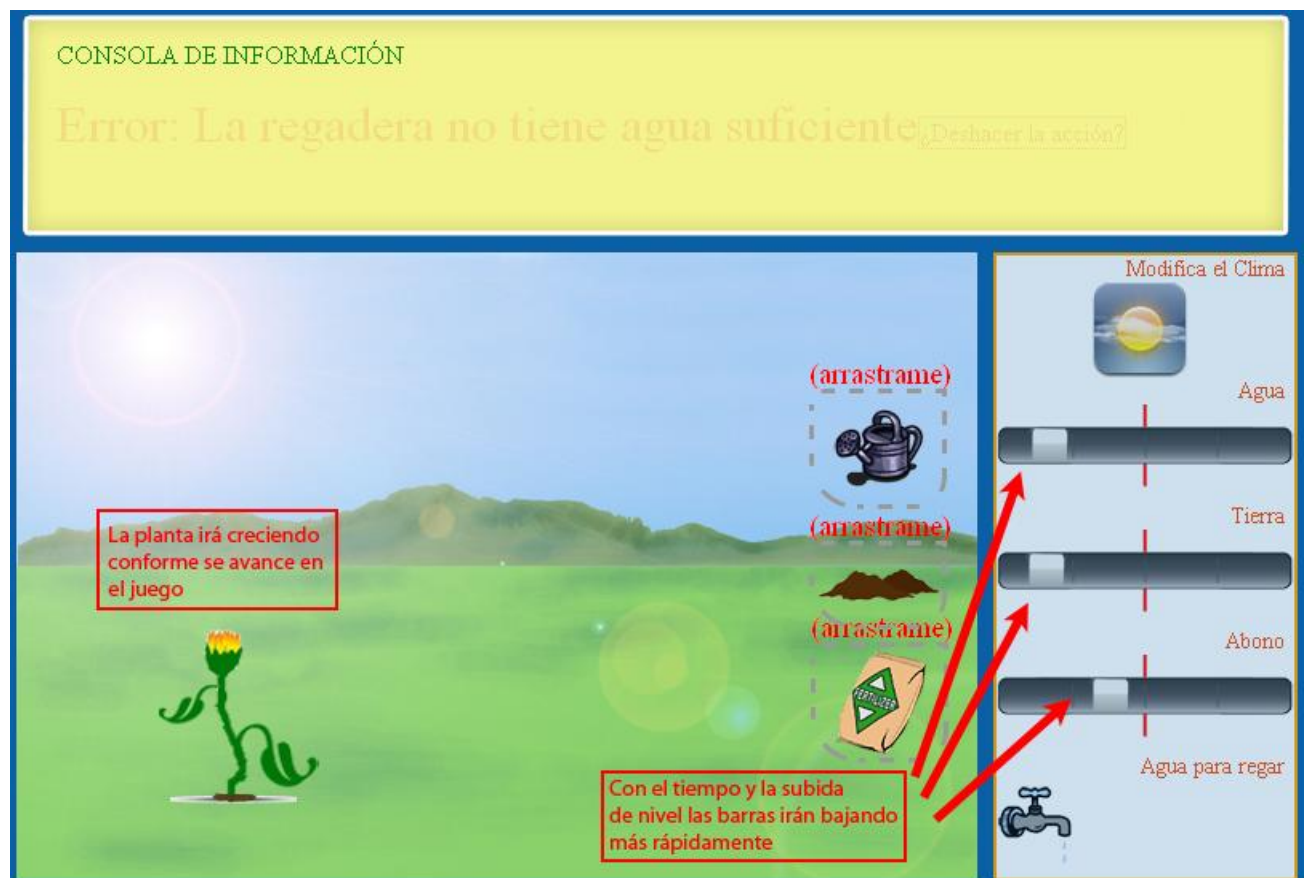 CONSOLA DE INFORMACIÓN
Error: La regadera no tiene agua suficiente ¿Deshacer la acción?
Modifica el Clima
(arrastrame)
Agua
La planta irá creciendo
conforme se avance en
el juego
(arrastrame)
Tierra
(arrastrame)
FERTILIZER
Abono
Con el tiempo y la subida
de nivel las barras irán bajando
más rápidamente
Agua para regar